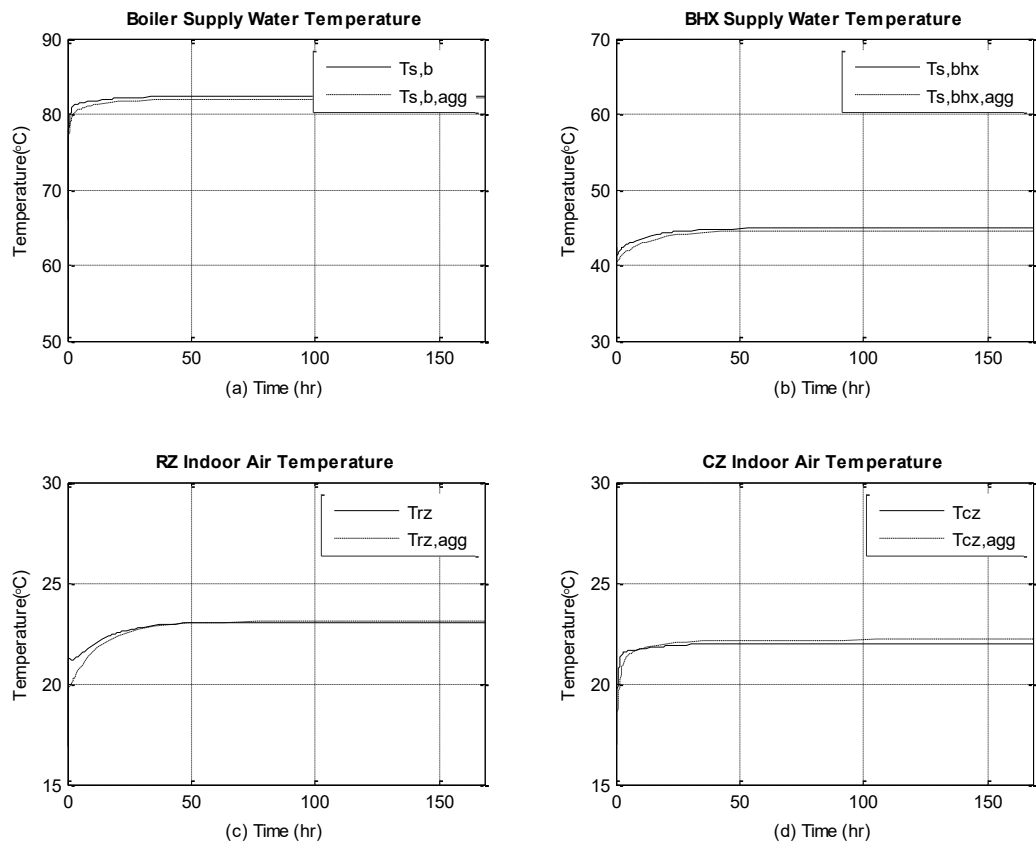 Boiler Supply Water Temperature
90
80
70
60
50
Temperature(°C)
Ts,b
Ts,b,agg
0
50
100
150
(a) Time (hr)
BHX Supply Water Temperature
70
60
50
40
30
Temperature(°C)
Ts,bhx
Ts,bhx,agg
0
50
100
150
(b) Time (hr)
RZ Indoor Air Temperature
30
25
20
15
Temperature(°C)
Trz
Trz,agg
0
50
100
150
(c) Time (hr)
CZ Indoor Air Temperature
30
25
20
15
Temperature(°C)
Tcz
Tcz,agg
0
50
100
150
(d) Time (hr)